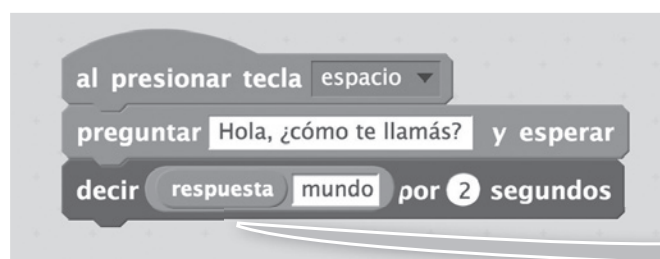 al presionar tecla espacio
preguntar Hola, ¿cómo te llamás? y esperar
decir respuesta mundo por 2 segundos